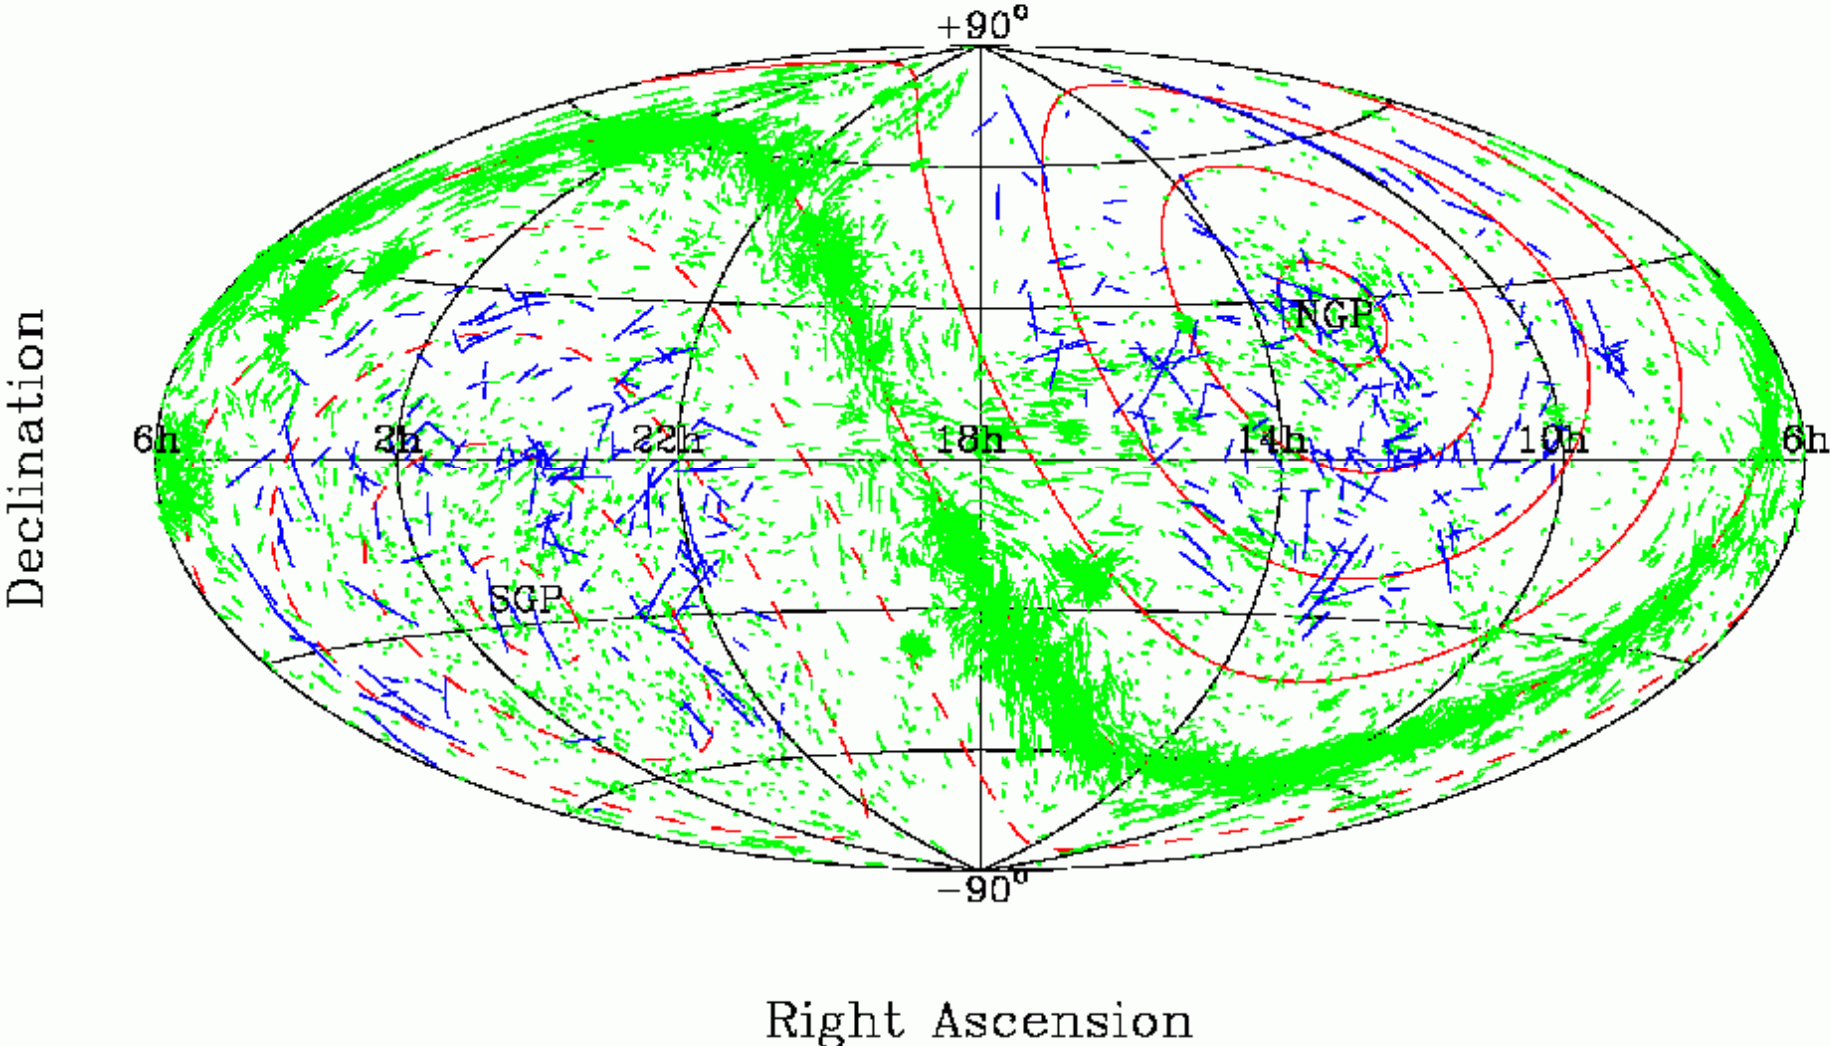 +90°
NGP
6h 2h 22h 18h 14h 10h 6h
SGP
-90°
Declination
Right Ascension